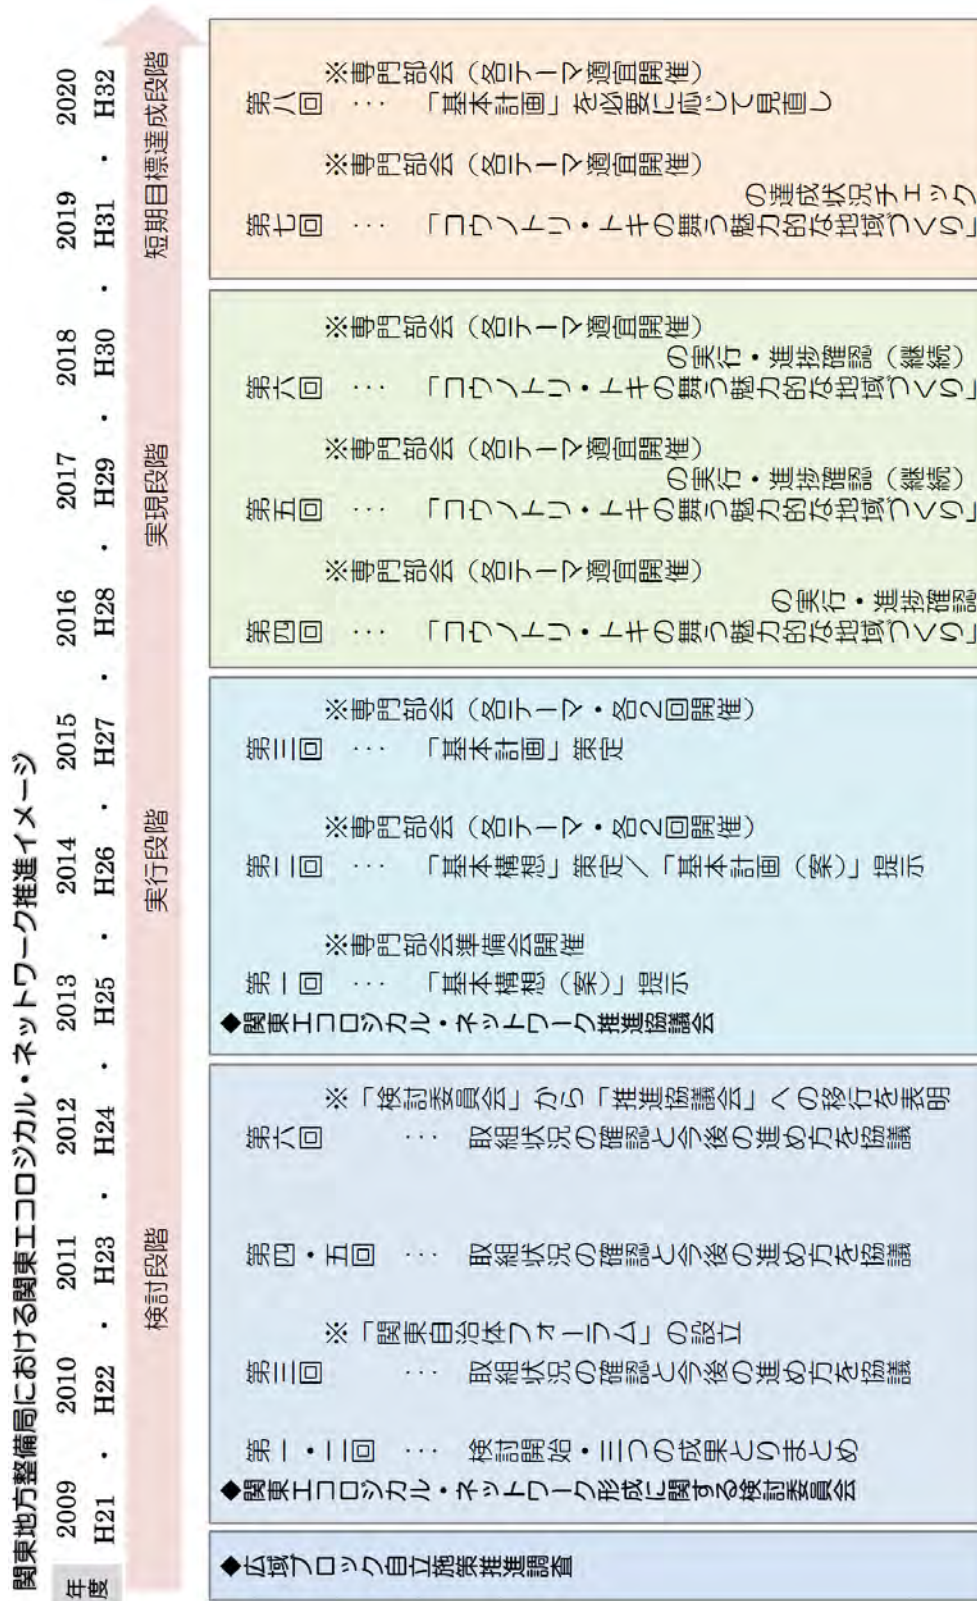 関東地方整備局における関東エコロジカル・ネットワーク推進イメージ
年度
2009 ・ 2010 ・ 2011 ・ 2012 ・ 2013 ・ 2014 ・ 2015 ・ 2016 ・ 2017 ・ 2018 ・ 2019 ・ 2020
H21 H22 H23 H24 H25 H26 H27 H28 H29 H30 H31 H32
検討段階 実行段階 実現段階 短期目標達成段階
◆広域ブロック自立施策推進調査
◆関東エコロジカル・ネットワーク形成に関する検討委員会
第一・二回 … 検討開始・三つの成果とりまとめ
第三回 … 取組状況の確認と今後の進め方を協議
※「関東自治体フォーラム」の設立
第四・五回 … 取組状況の確認と今後の進め方を協議
第六回 … 取組状況の確認と今後の進め方を協議
※「検討委員会」から「推進協議会」への移行を表明
◆関東エコロジカル・ネットワーク推進協議会
第一回 … 「基本構想（案）」提示
※専門部会準備会開催
第二回 … 「基本構想」策定／「基本計画（案）」提示
※専門部会（各テーマ・各2回開催）
第三回 … 「基本計画」策定
※専門部会（各テーマ・各2回開催）
第四回 … 「コウノトリ・トキの舞う魅力的な地域づくり」
の実行・進捗確認
※専門部会（各テーマ適宜開催）
第五回 … 「コウノトリ・トキの舞う魅力的な地域づくり」
の実行・進捗確認（継続）
※専門部会（各テーマ適宜開催）
第六回 … 「コウノトリ・トキの舞う魅力的な地域づくり」
の実行・進捗確認（継続）
※専門部会（各テーマ適宜開催）
第七回 … 「コウノトリ・トキの舞う魅力的な地域づくり」
の達成状況チェック
※専門部会（各テーマ適宜開催）
第八回 … 「基本計画」を必要に応じて見直し
※専門部会（各テーマ適宜開催）